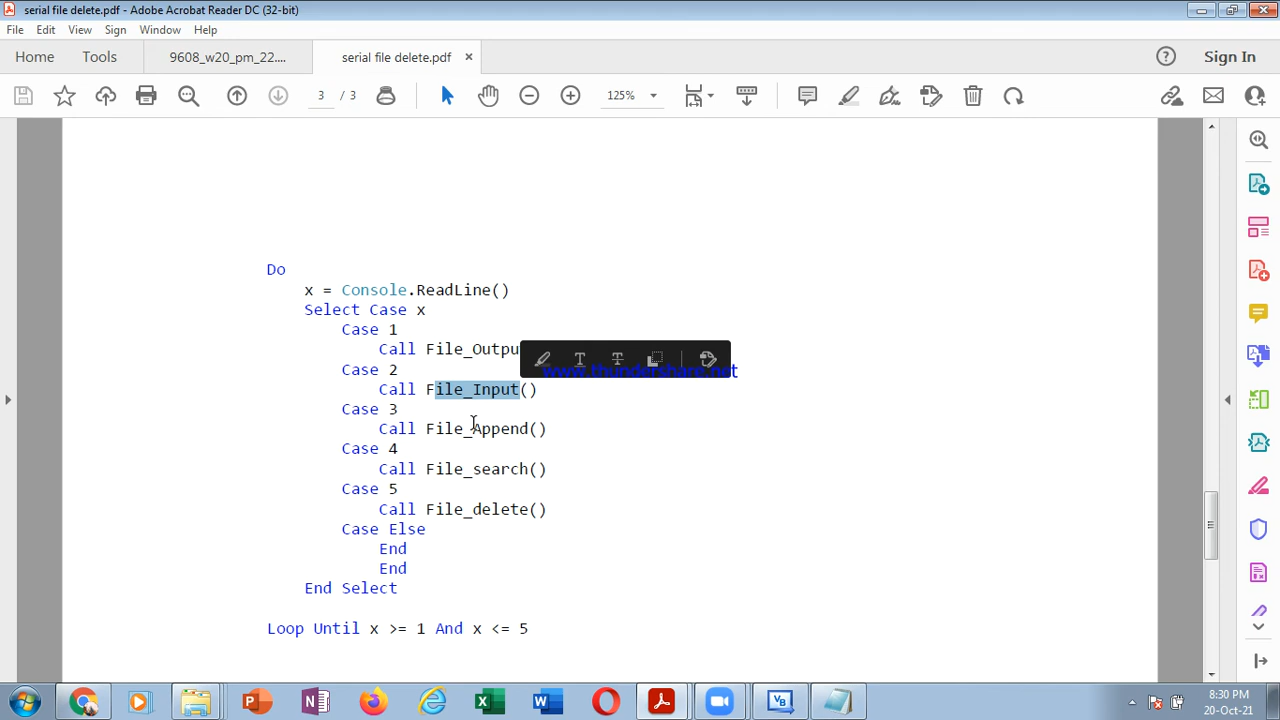 serial file delete.pdf - Adobe Acrobat Reader DC (32-bit)
File Edit View Sign Window Help
Home Tools 9608_w20_pm_22.... serial file delete.pdf × Sign In
3 / 3 125%
Do
x = Console.ReadLine()
Select Case x
Case 1
Call File_Outpu
www.thundershare.net
Case 2
Call File_Input()
Case 3
Call File_Append()
Case 4
Call File_search()
Case 5
Call File_delete()
Case Else
End
End
End Select
Loop Until x >= 1 And x <= 5
8:30 PM
20-Oct-21